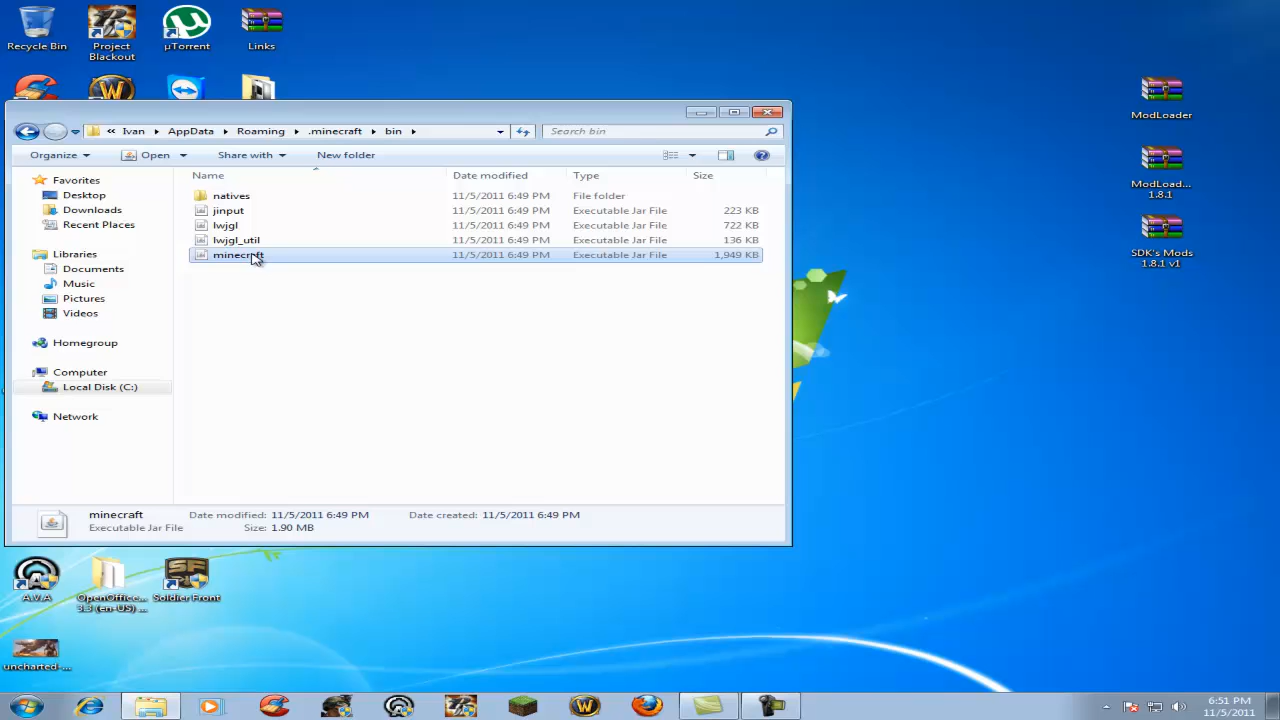 Recycle Bin
Project Blackout
µTorrent
Links
ModLoader
ModLoad... 1.8.1
SDK's Mods 1.8.1 v1
« Ivan AppData Roaming .minecraft bin
Search bin
Organize Open Share with New folder
Name Date modified Type Size
Favorites
Desktop
Downloads
Recent Places
Libraries
Documents
Music
Pictures
Videos
Homegroup
Computer
Local Disk (C:)
Network
natives 11/5/2011 6:49 PM File folder
jinput 11/5/2011 6:49 PM Executable Jar File 223 KB
lwjgl 11/5/2011 6:49 PM Executable Jar File 722 KB
lwjgl_util 11/5/2011 6:49 PM Executable Jar File 136 KB
minecraft 11/5/2011 6:49 PM Executable Jar File 1,949 KB
minecraft Date modified: 11/5/2011 6:49 PM Date created: 11/5/2011 6:49 PM
Executable Jar File Size: 1.90 MB
A.V.A
OpenOffice... 3.3 (en-US) ...
SF
Soldier Front
uncharted-...
6:51 PM
11/5/2011